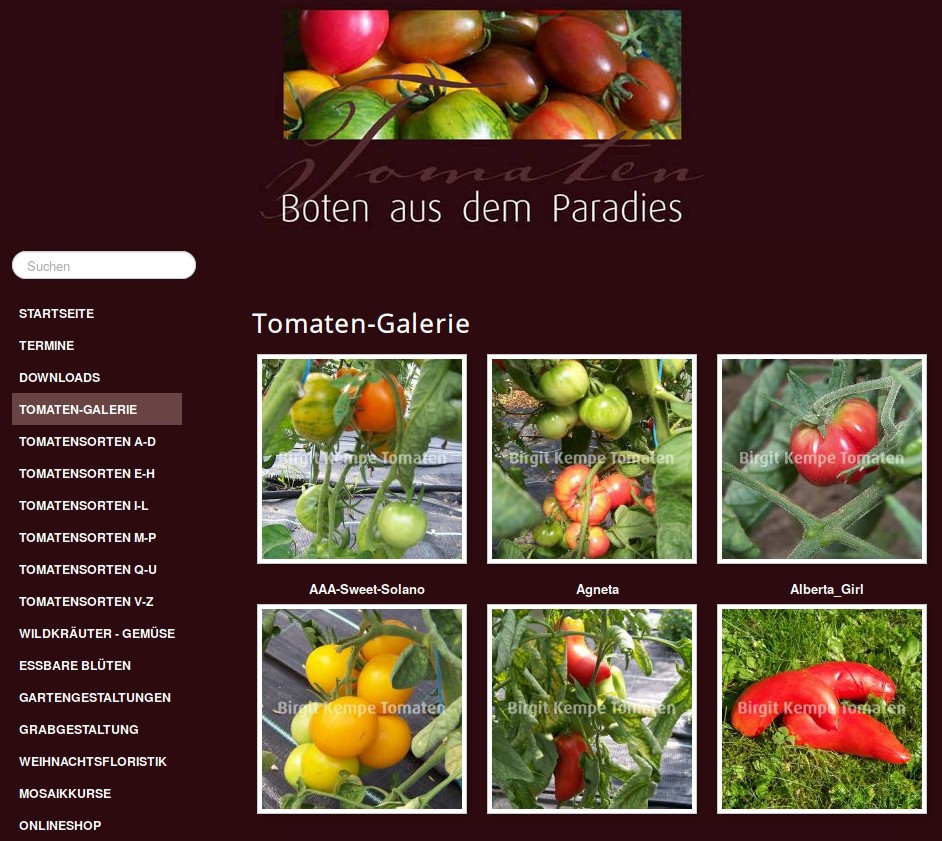 Tomaten
Boten aus dem Paradies
Suchen
STARTSEITE
TERMINE
DOWNLOADS
TOMATEN-GALERIE
TOMATENSORTEN A-D
TOMATENSORTEN E-H
TOMATENSORTEN I-L
TOMATENSORTEN M-P
TOMATENSORTEN Q-U
TOMATENSORTEN V-Z
WILDKRÄUTER - GEMÜSE
ESSBARE BLÜTEN
GARTENGESTALTUNGEN
GRABGESTALTUNG
WEIHNACHTSFLORISTIK
MOSAIKKURSE
ONLINESHOP
Tomaten-Galerie
Birgit Kempe Tomaten
Birgit Kempe Tomaten
Birgit Kempe Tomaten
AAA-Sweet-Solano
Agneta
Alberta_Girl
Birgit Kempe Tomaten
Birgit Kempe Tomaten
Birgit Kempe Tomaten